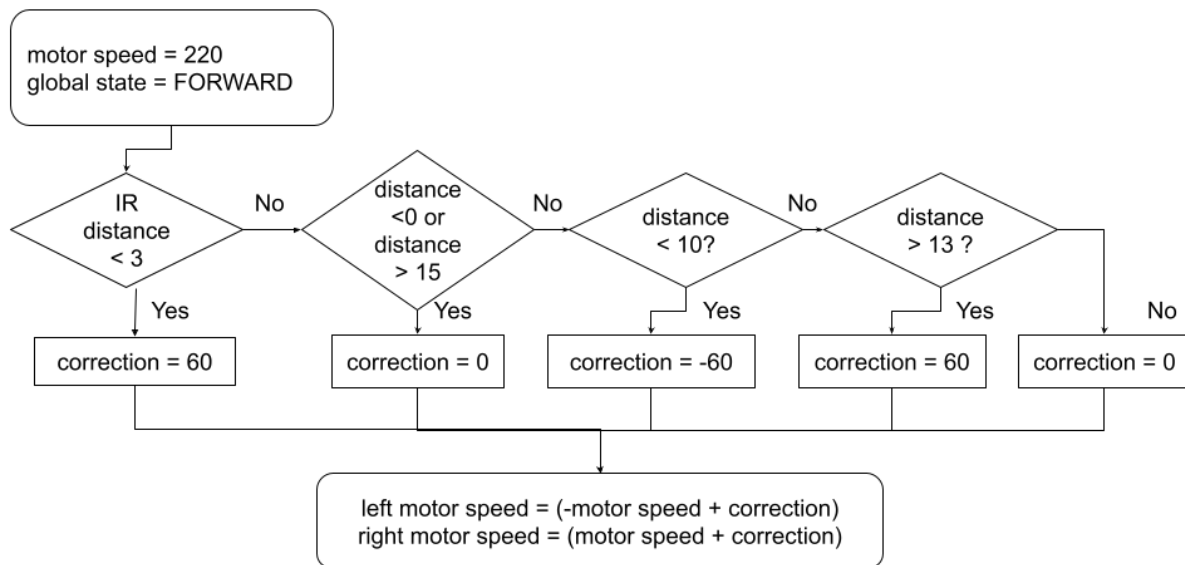 motor speed = 220
global state = FORWARD
IR
distance
< 3
No
distance
<0 or
distance
> 15
No
distance
< 10?
No
distance
> 13 ?
Yes
Yes
Yes
Yes
No
correction = 60
correction = 0
correction = -60
correction = 60
correction = 0
left motor speed = (-motor speed + correction)
right motor speed = (motor speed + correction)